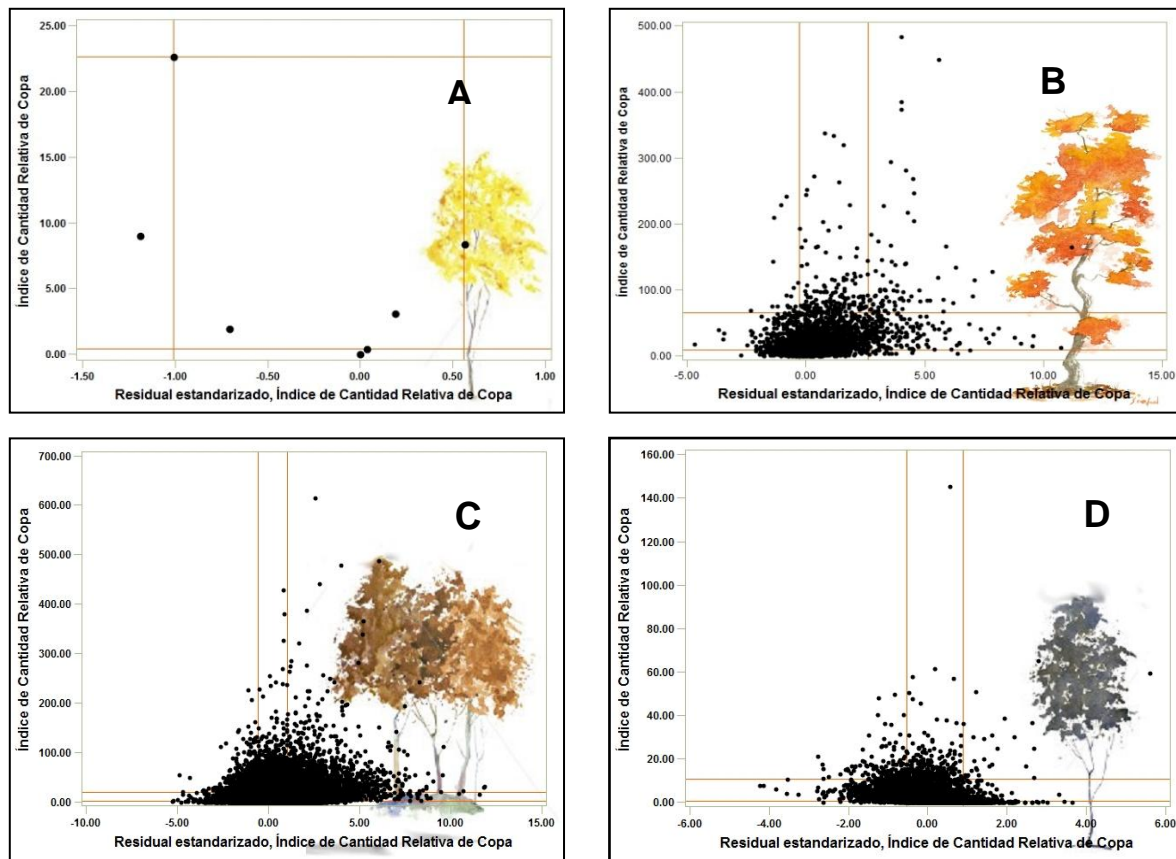 Índice de Cantidad Relativa de Copa
25.00
20.00
15.00
10.00
5.00
0.00
A
-1.50 -1.00 -0.50 0.00 0.50 1.00
Residual estandarizado, Índice de Cantidad Relativa de Copa
Índice de Cantidad Relativa de Copa
500.00
400.00
300.00
200.00
100.00
0.00
B
-5.00 0.00 5.00 10.00 15.00
Residual estandarizado, Índice de Cantidad Relativa de Copa
Índice de Cantidad Relativa de Copa
700.00
600.00
500.00
400.00
300.00
200.00
100.00
0.00
C
-10.00 -5.00 0.00 5.00 10.00 15.00
Residual estandarizado, Índice de Cantidad Relativa de Copa
Índice de Cantidad Relativa de Copa
160.00
140.00
120.00
100.00
80.00
60.00
40.00
20.00
0.00
D
-6.00 -4.00 -2.00 0.00 2.00 4.00 6.00
Residual estandarizado, Índice de Cantidad Relativa de Copa